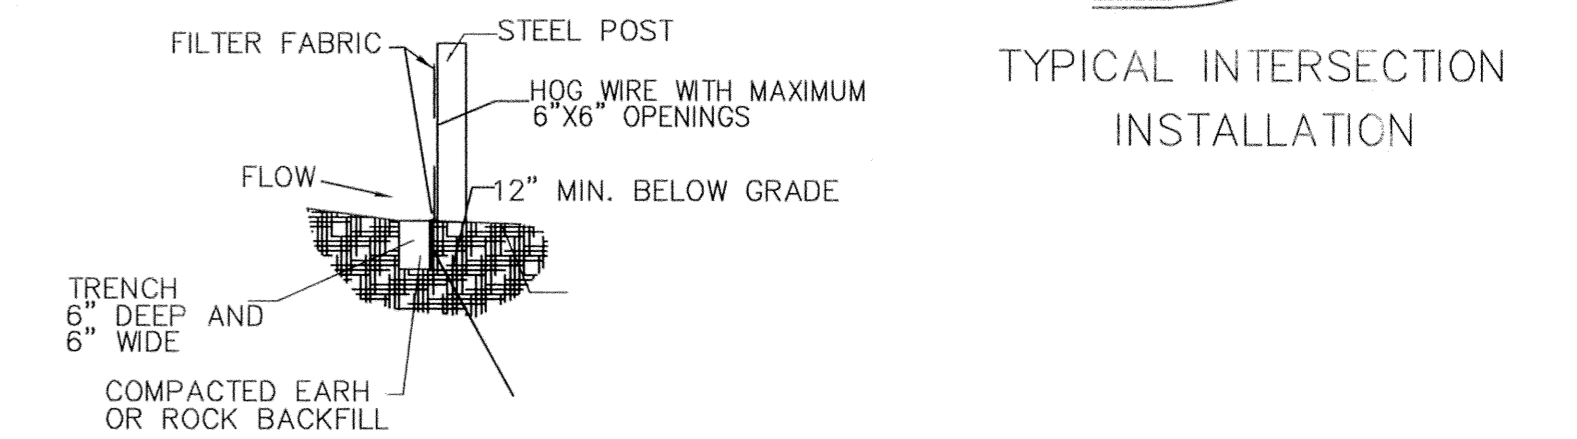 STEEL POST
FILTER FABRIC
HOG WIRE WITH MAXIMUM
6"X6" OPENINGS
FLOW
12" MIN. BELOW GRADE
TRENCH
6" DEEP AND
6" WIDE
COMPACTED EARH
OR ROCK BACKFILL
TYPICAL INTERSECTION
INSTALLATION